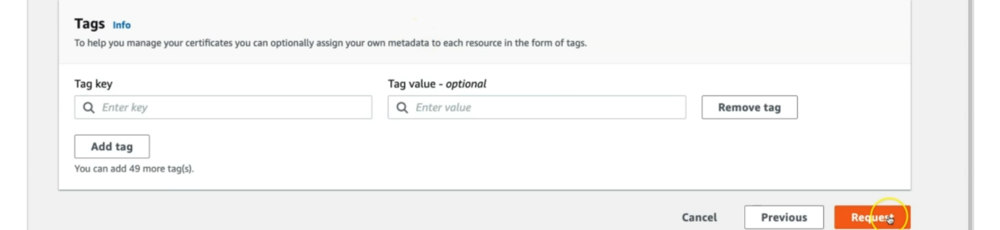 Tags Info
To help you manage your certificates you can optionally assign your own metadata to each resource in the form of tags.
Tag key
Tag value - optional
Enter key
Enter value
Remove tag
Add tag
You can add 49 more tag(s).
Cancel
Previous
Request